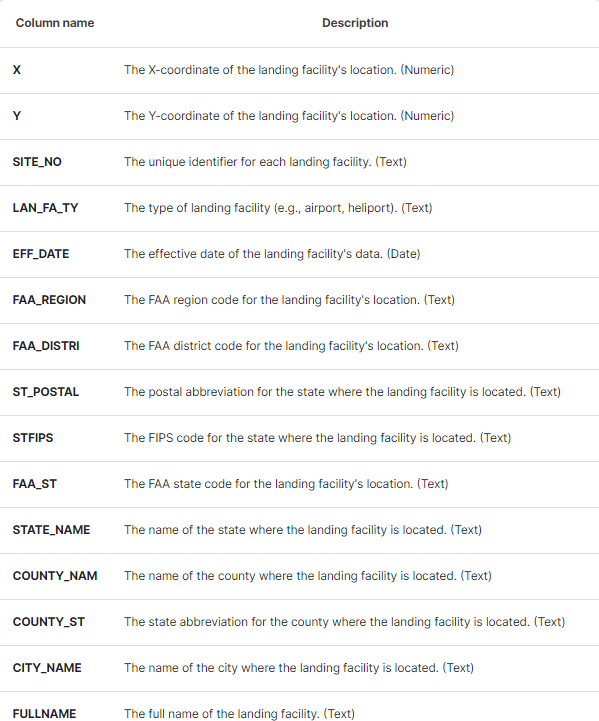 Column name Description
X The X-coordinate of the landing facility's location. (Numeric)
Y The Y-coordinate of the landing facility's location. (Numeric)
SITE_NO The unique identifier for each landing facility. (Text)
LAN_FA_TY The type of landing facility (e.g., airport, heliport). (Text)
EFF_DATE The effective date of the landing facility's data. (Date)
FAA_REGION The FAA region code for the landing facility's location. (Text)
FAA_DISTRI The FAA district code for the landing facility's location. (Text)
ST_POSTAL The postal abbreviation for the state where the landing facility is located. (Text)
STFIPS The FIPS code for the state where the landing facility is located. (Text)
FAA_ST The FAA state code for the landing facility's location. (Text)
STATE_NAME The name of the state where the landing facility is located. (Text)
COUNTY_NAM The name of the county where the landing facility is located. (Text)
COUNTY_ST The state abbreviation for the county where the landing facility is located. (Text)
CITY_NAME The name of the city where the landing facility is located. (Text)
FULLNAME The full name of the landing facility. (Text)